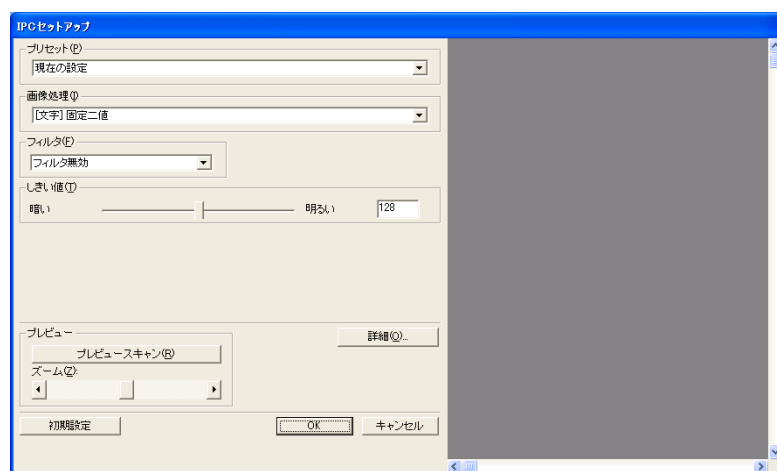 IPCセットアップ
プリセット(P)
現在の設定
画像処理(I)
[文字] 固定二値
フィルタ(F)
フィルタ無効
しきい値(T)
暗い 明るい 128
プレビュー
詳細(O)...
プレビュースキャン(R)
ズーム(Z):
初期設定 OK キャンセル